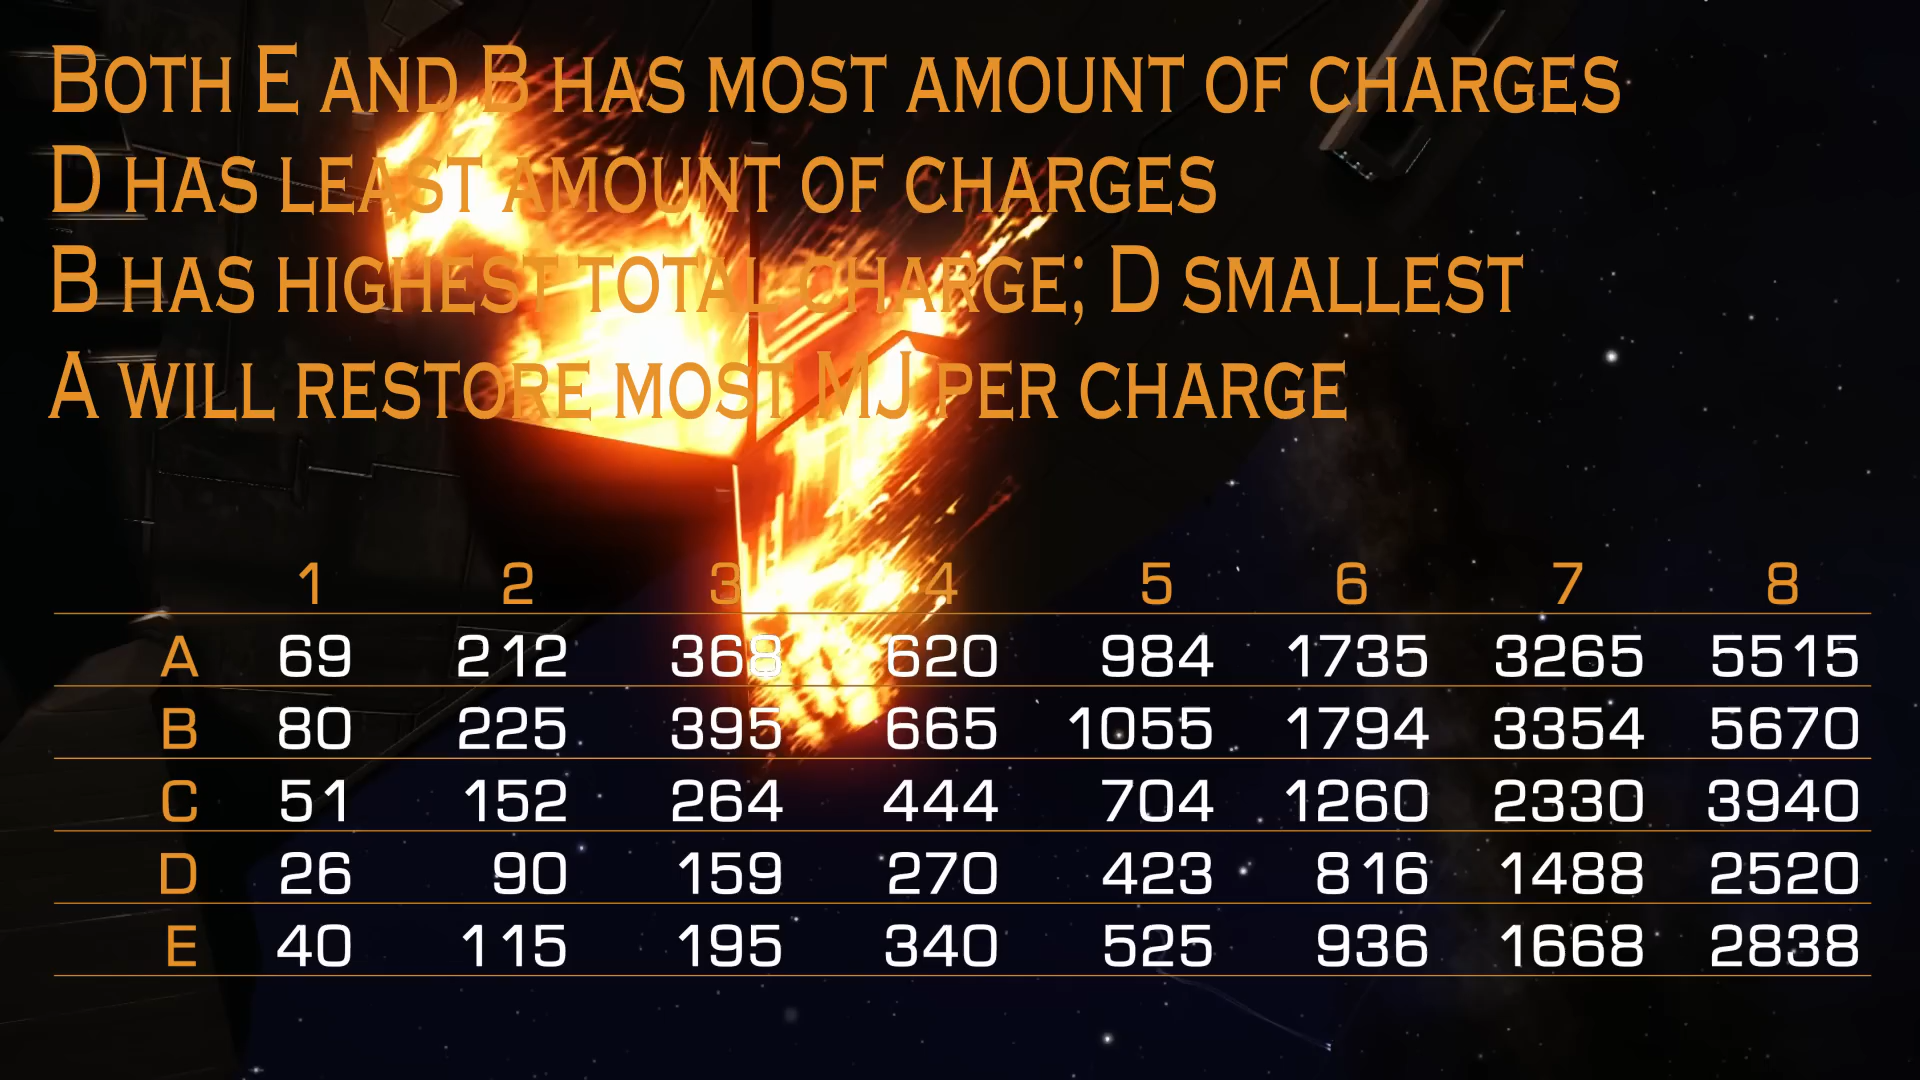 Both E and B has most amount of charges
D has least amount of charges
B has highest total charge; D smallest
A will restore most MJ per charge
1 2 3 4 5 6 7 8
A 69 212 368 620 984 1735 3265 5515
B 80 225 395 665 1055 1794 3354 5670
C 51 152 264 444 704 1260 2330 3940
D 26 90 159 270 423 816 1488 2520
E 40 115 195 340 525 936 1668 2838